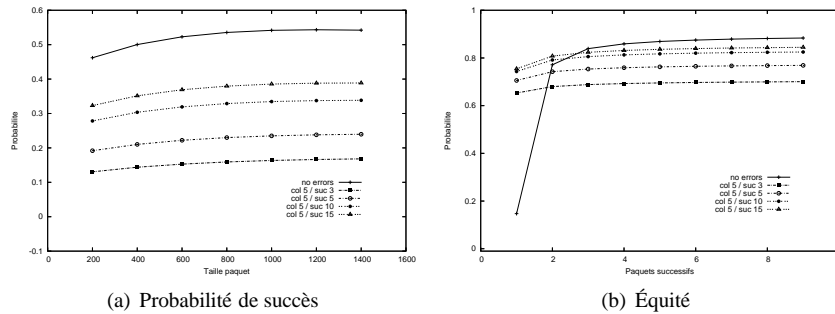 0.6
0.5
0.4
0.3
0.2
0.1
0
-0.1
Probabilite
0 200 400 600 800 1000 1200 1400 1600
Taille paquet
no errors
col 5 / suc 3
col 5 / suc 5
col 5 / suc 10
col 5 / suc 15
(a) Probabilité de succès
1
0.8
0.6
0.4
0.2
0
Probabilite
0 2 4 6 8
Paquets successifs
no errors
col 5 / suc 3
col 5 / suc 5
col 5 / suc 10
col 5 / suc 15
(b) Équité